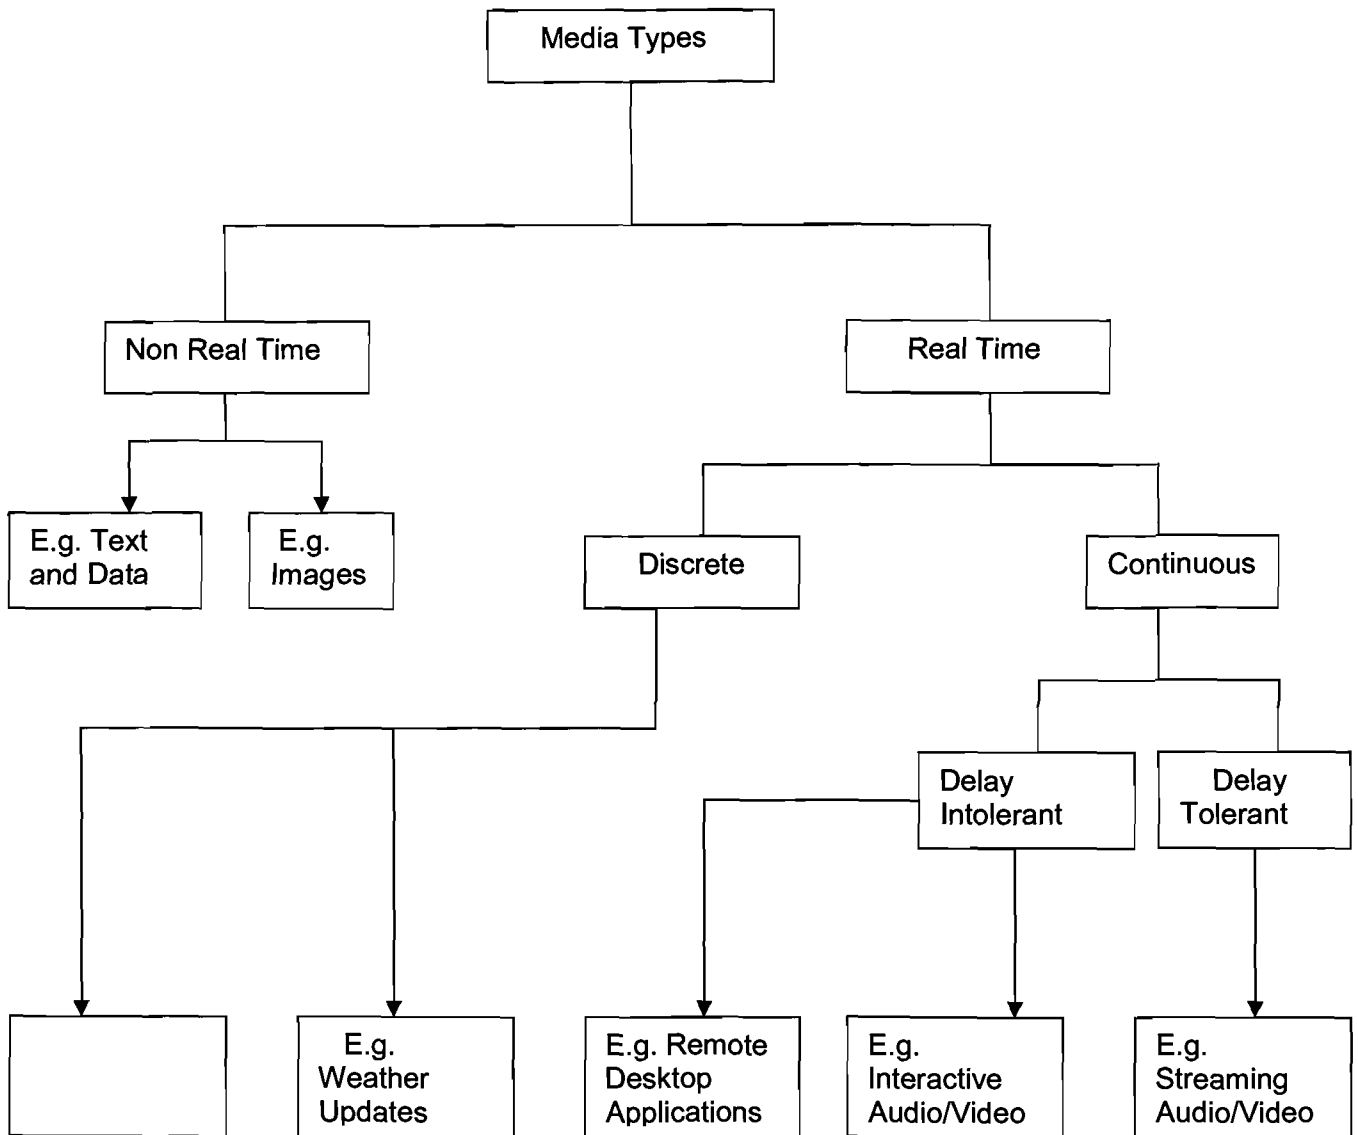 Media Types
Non Real Time
Real Time
E.g. Text
and Data
E.g.
Images
Discrete
Continuous
Delay
Intolerant
Delay
Tolerant
E.g.
Weather
Updates
E.g. Remote
Desktop
Applications
E.g.
Interactive
Audio/Video
E.g.
Streaming
Audio/Video